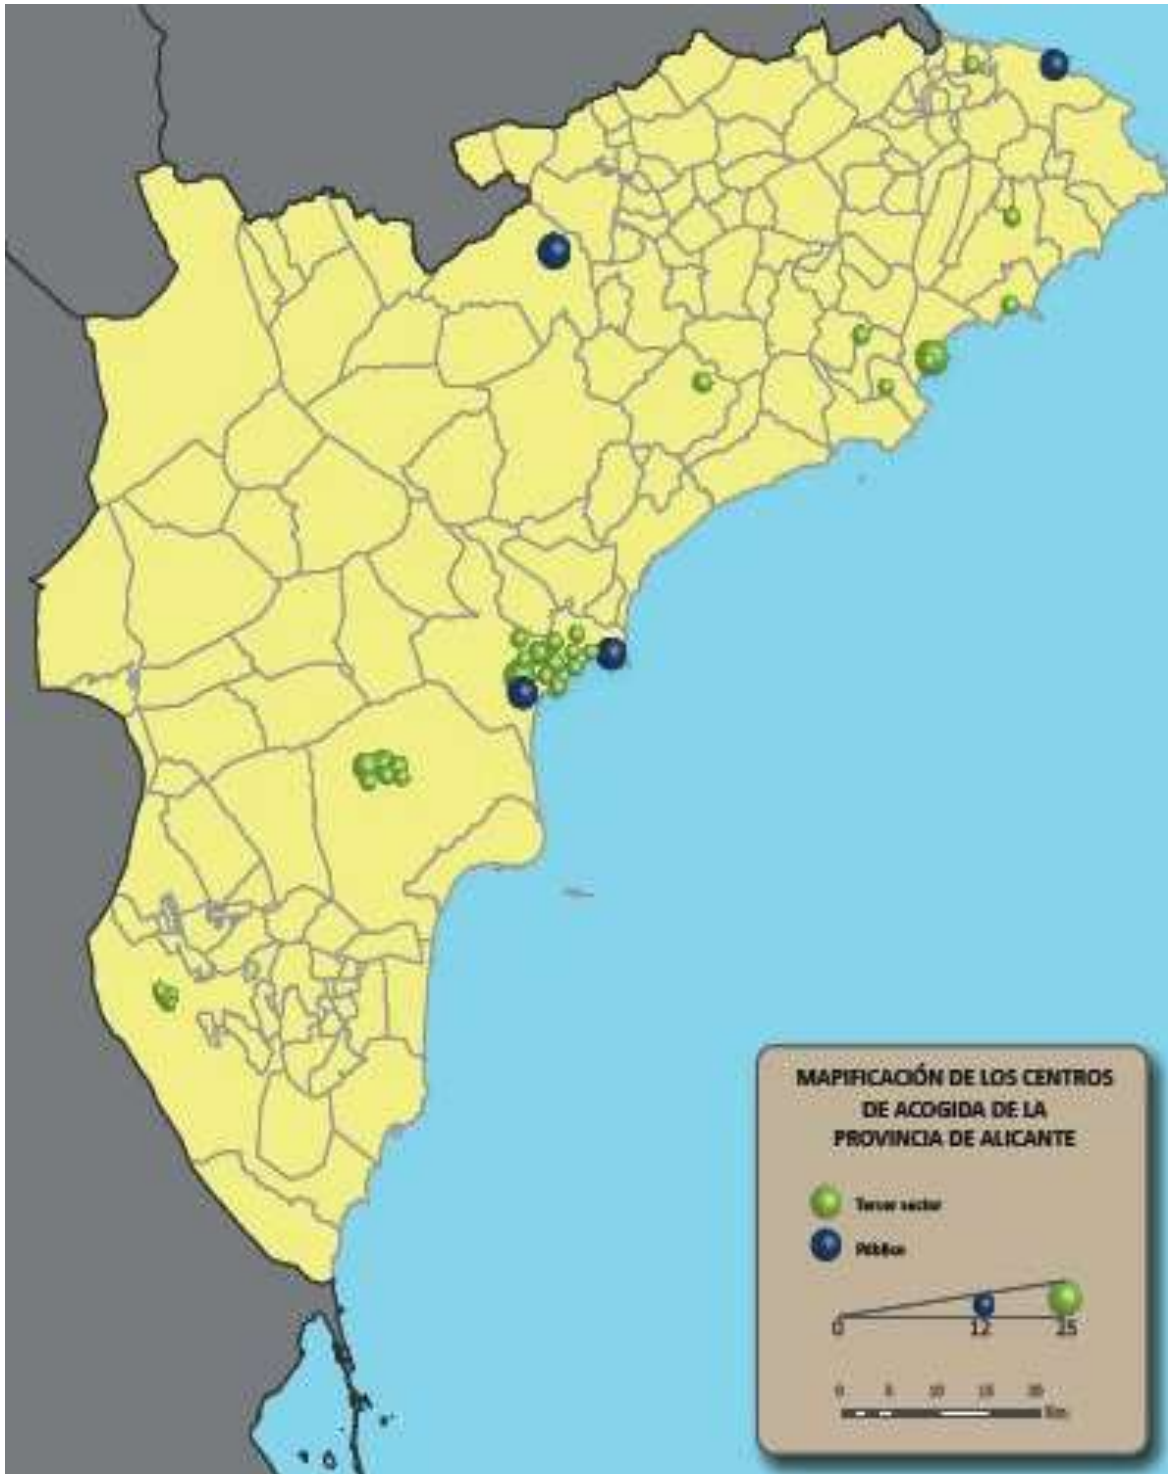 MAPIFICACIÓN DE LOS CENTROS
DE ACOGIDA DE LA
PROVINCIA DE ALICANTE
Tercer sector
Público
0 12 25
0 5 10 15 20
Km